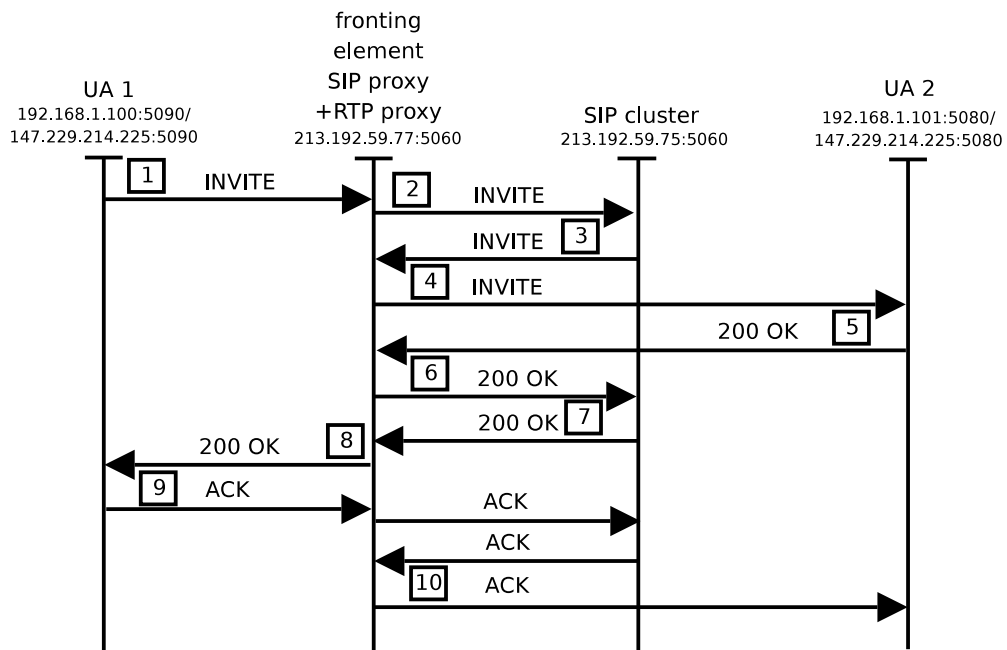 fronting
element
SIP proxy
+RTP proxy
213.192.59.77:5060
UA 1
192.168.1.100:5090/
147.229.214.225:5090
SIP cluster
213.192.59.75:5060
UA 2
192.168.1.101:5080/
147.229.214.225:5080
1
INVITE
2
INVITE
INVITE
3
4
INVITE
200 OK
5
6
200 OK
200 OK
7
200 OK
8
9
ACK
ACK
ACK
10
ACK